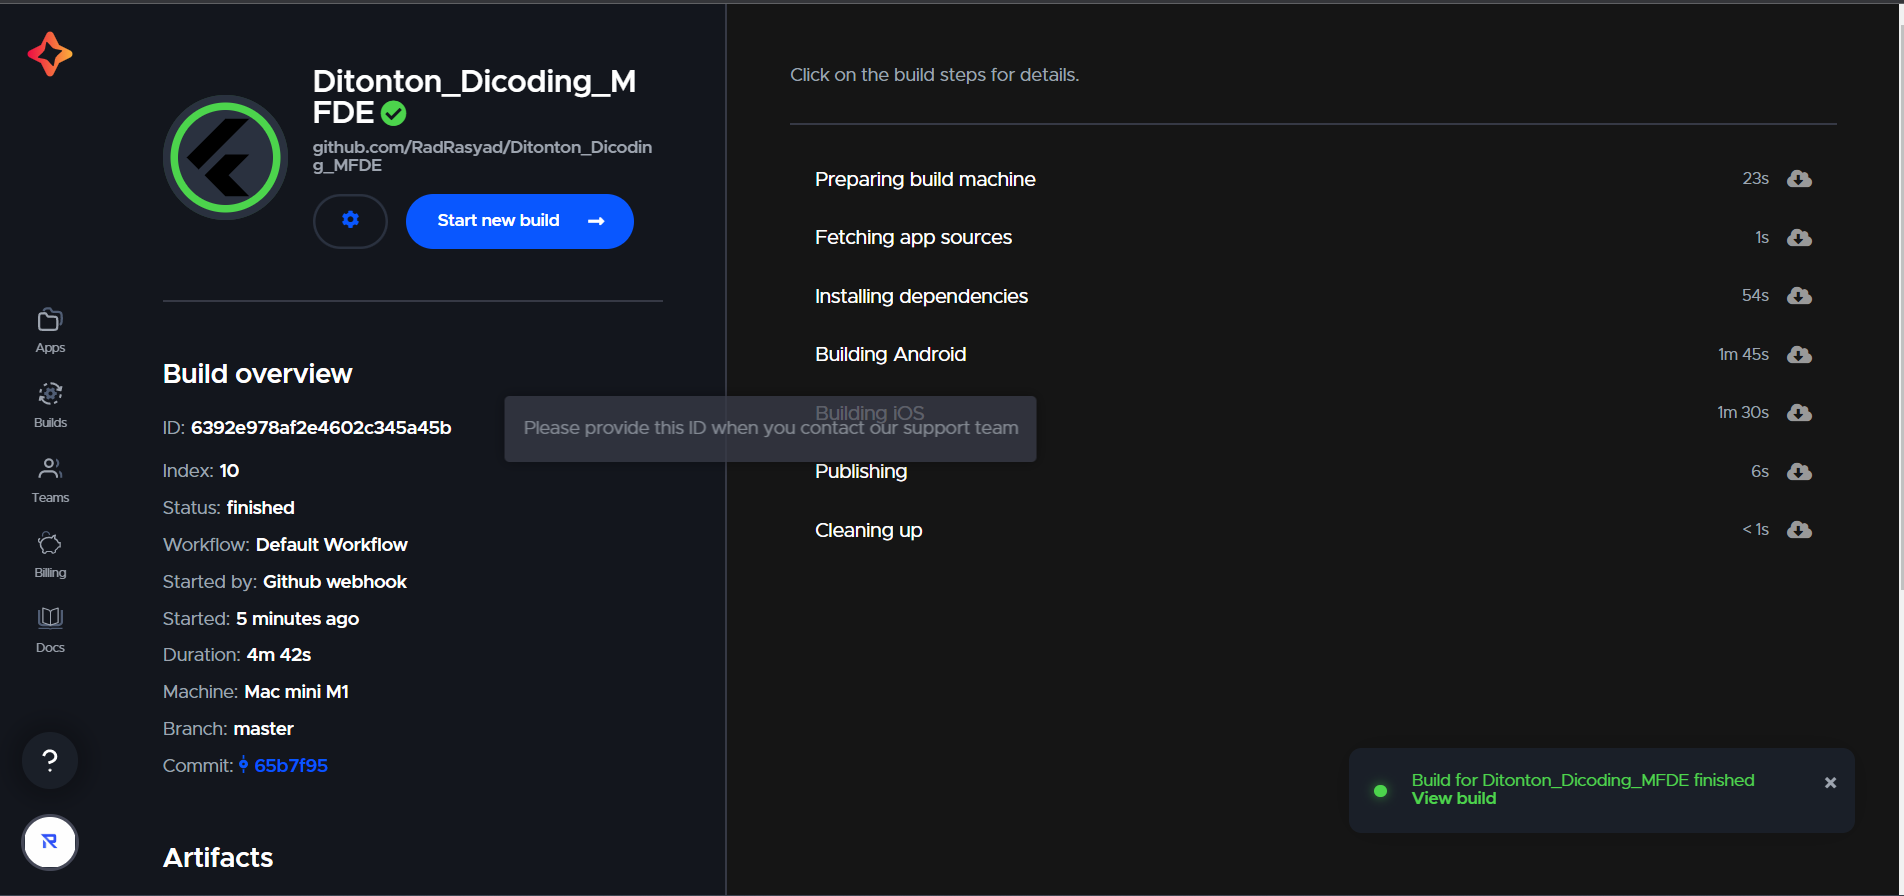 Ditonton_Dicoding_M
FDE
github.com/RadRasyad/Ditonton_Dicodin
g_MFDE
Start new build
Apps
Builds
Teams
Billing
Docs
?
R
Build overview
ID: 6392e978af2e4602c345a45b
Please provide this ID when you contact our support team
Index: 10
Status: finished
Workflow: Default Workflow
Started by: Github webhook
Started: 5 minutes ago
Duration: 4m 42s
Machine: Mac mini M1
Branch: master
Commit: 65b7f95
Artifacts
Click on the build steps for details.
Preparing build machine 23s
Fetching app sources 1s
Installing dependencies 54s
Building Android 1m 45s
Building iOS 1m 30s
Publishing 6s
Cleaning up < 1s
Build for Ditonton_Dicoding_MFDE finished
View build